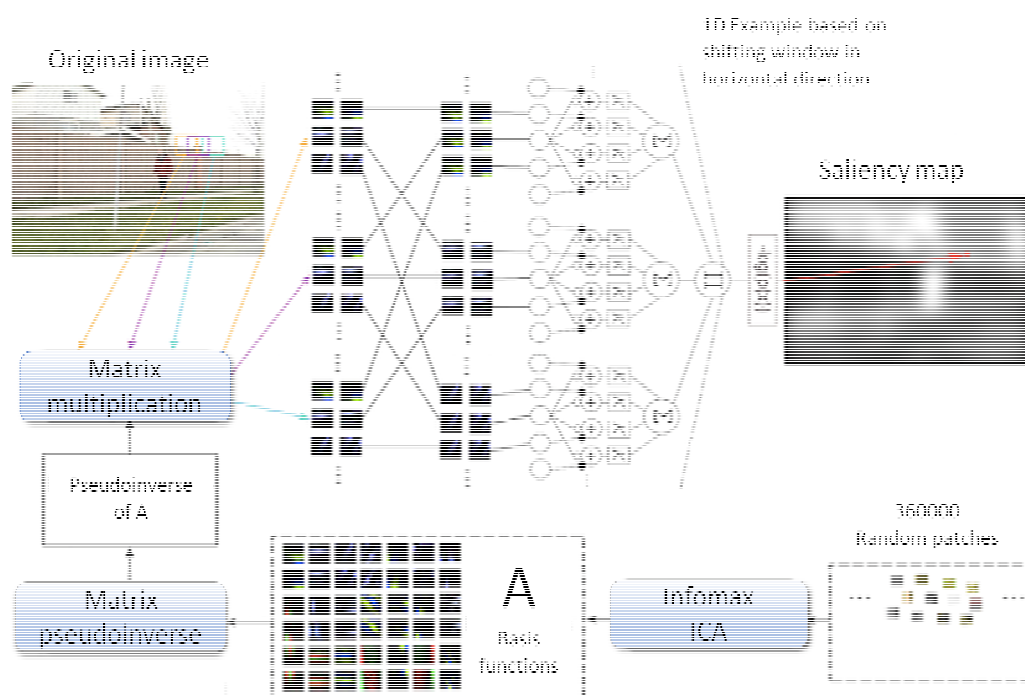 1D Example based on
shifting window in
horizontal direction
Original image
Saliency map
Matrix
multiplication
Pseudoinverse
of A
360000
Random patches
Matrix
pseudoinverse
A
Basis
functions
Infomax
ICA